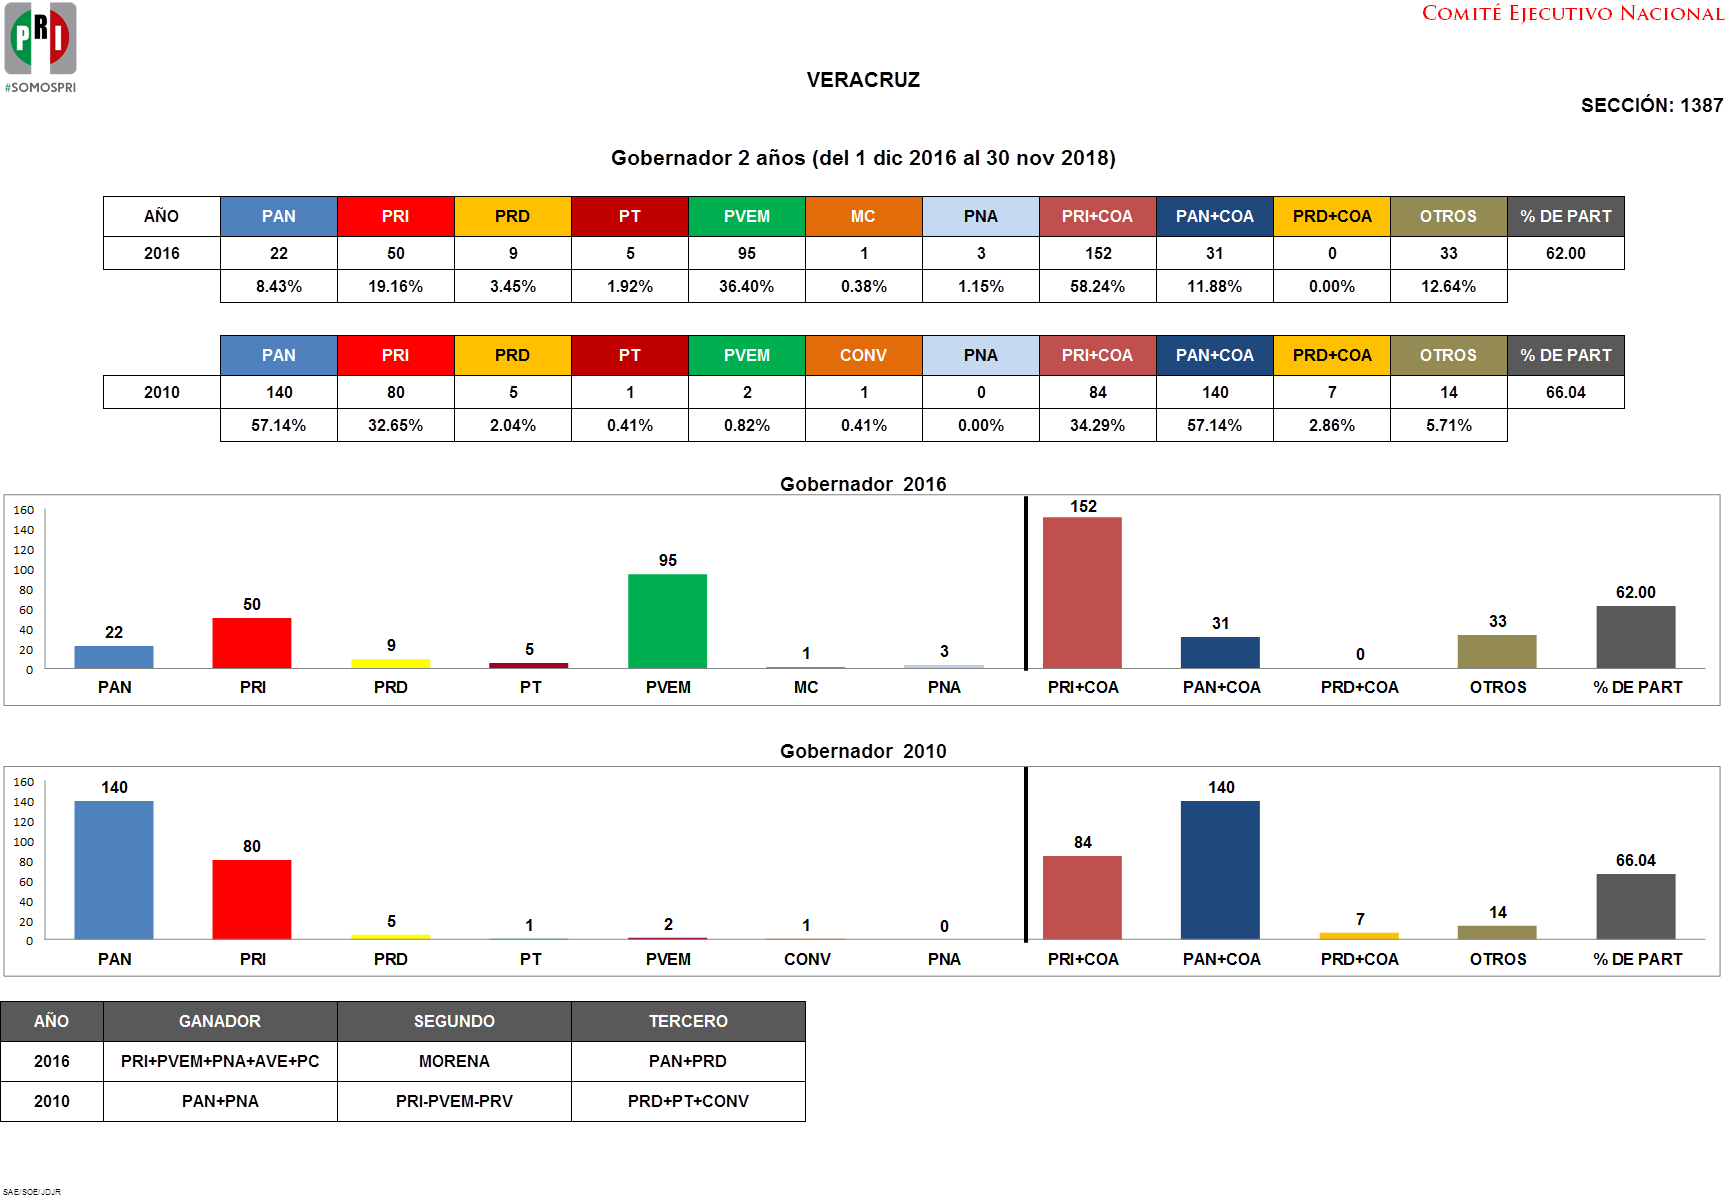 COMITÉ EJECUTIVO NACIONAL
PRI
#SOMOSPRI
VERACRUZ
SECCIÓN: 1387
Gobernador 2 años (del 1 dic 2016 al 30 nov 2018)
AÑO PAN PRI PRD PT PVEM MC PNA PRI+COA PAN+COA PRD+COA OTROS % DE PART
2016 22 50 9 5 95 1 3 152 31 0 33 62.00
8.43% 19.16% 3.45% 1.92% 36.40% 0.38% 1.15% 58.24% 11.88% 0.00% 12.64%
PAN PRI PRD PT PVEM CONV PNA PRI+COA PAN+COA PRD+COA OTROS % DE PART
2010 140 80 5 1 2 1 0 84 140 7 14 66.04
57.14% 32.65% 2.04% 0.41% 0.82% 0.41% 0.00% 34.29% 57.14% 2.86% 5.71%
Gobernador 2016
160
140
120
100
80
60
40
20
0
22 50 9 5 95 1 3 152 31 0 33 62.00
PAN PRI PRD PT PVEM MC PNA PRI+COA PAN+COA PRD+COA OTROS % DE PART
Gobernador 2010
160
140
120
100
80
60
40
20
0
140 80 5 1 2 1 0 84 140 7 14 66.04
PAN PRI PRD PT PVEM CONV PNA PRI+COA PAN+COA PRD+COA OTROS % DE PART
AÑO GANADOR SEGUNDO TERCERO
2016 PRI+PVEM+PNA+AVE+PC MORENA PAN+PRD
2010 PAN+PNA PRI-PVEM-PRV PRD+PT+CONV
SAE/SOE/JDJR